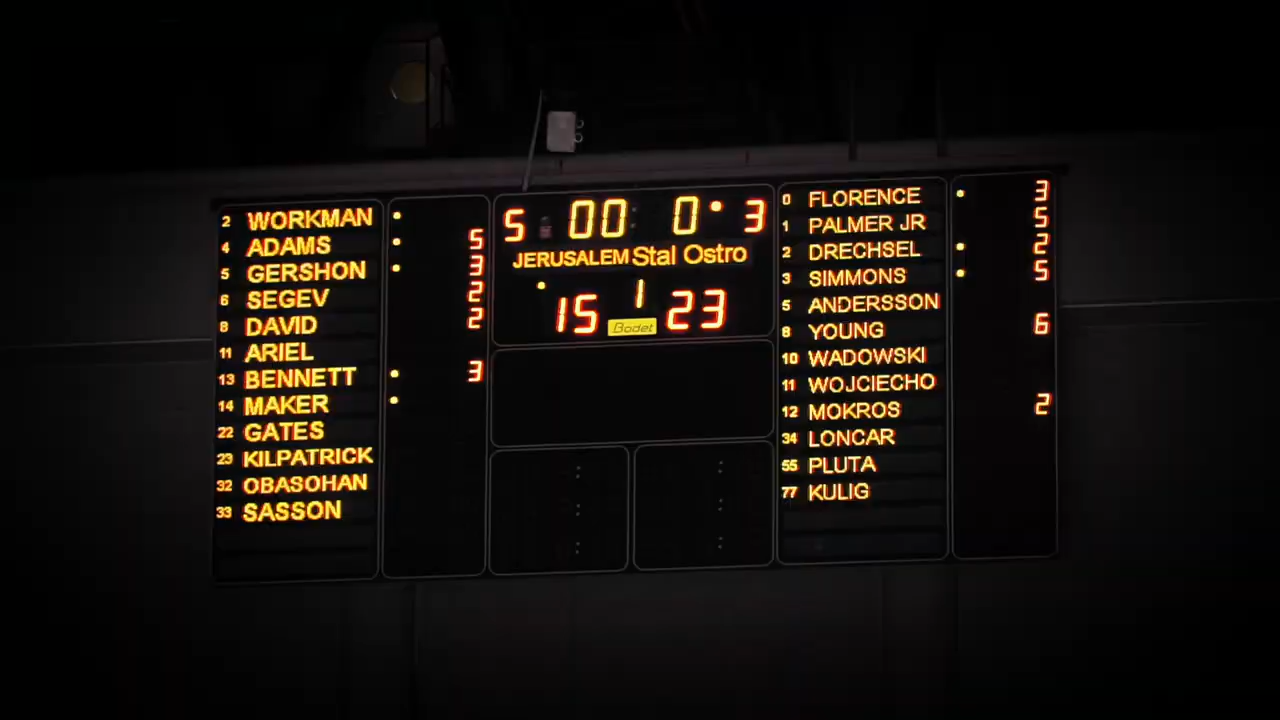 2 WORKMAN
4 ADAMS 5
5 GERSHON 3
6 SEGEV 2
8 DAVID 2
11 ARIEL
13 BENNETT 3
14 MAKER
22 GATES
23 KILPATRICK
32 OBASOHAN
33 SASSON
5 00 0 3
JERUSALEM Stal Ostro
1
15 23
Bodet
0 FLORENCE 3
1 PALMER JR 5
2 DRECHSEL 2
3 SIMMONS 5
5 ANDERSSON
8 YOUNG 6
10 WADOWSKI
11 WOJCIECHO
12 MOKROS 2
34 LONCAR
55 PLUTA
77 KULIG